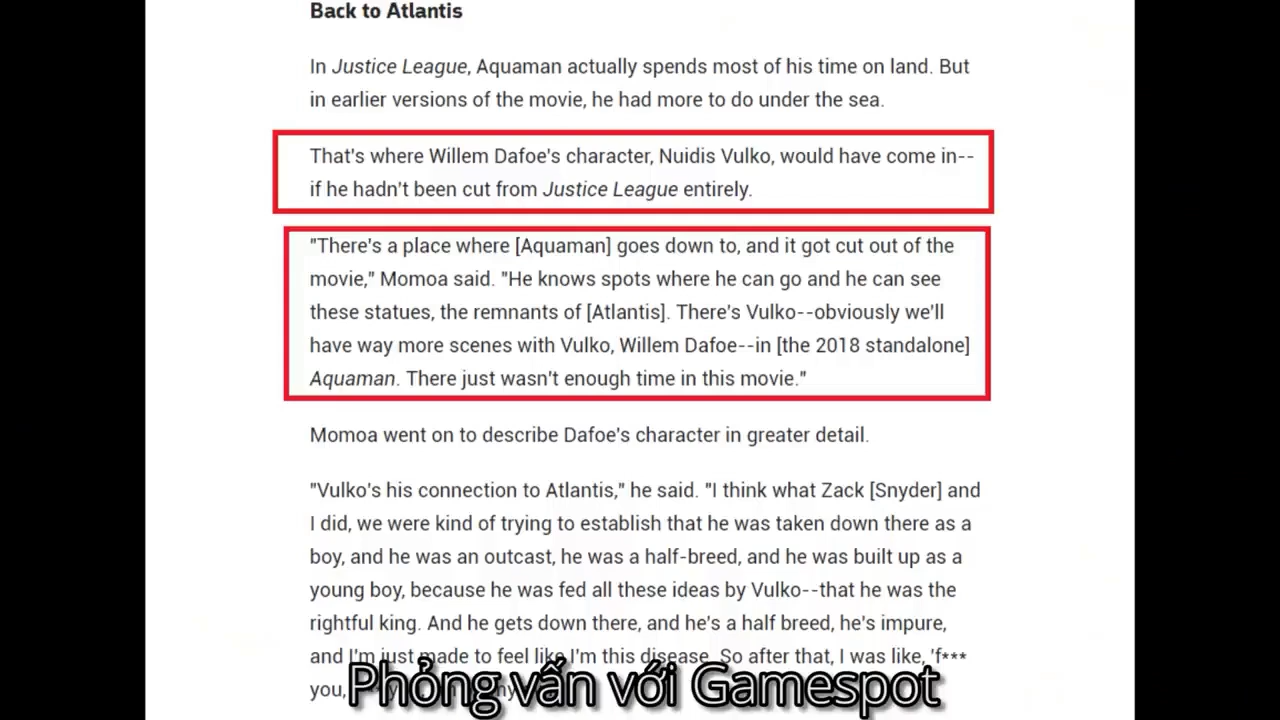 Back to Atlantis
In Justice League, Aquaman actually spends most of his time on land. But
in earlier versions of the movie, he had more to do under the sea.
That's where Willem Dafoe's character, Nuidis Vulko, would have come in--
if he hadn't been cut from Justice League entirely.
"There's a place where [Aquaman] goes down to, and it got cut out of the
movie," Momoa said. "He knows spots where he can go and he can see
these statues, the remnants of [Atlantis]. There's Vulko--obviously we'll
have way more scenes with Vulko, Willem Dafoe--in [the 2018 standalone]
Aquaman. There just wasn't enough time in this movie."
Momoa went on to describe Dafoe's character in greater detail.
"Vulko's his connection to Atlantis," he said. "I think what Zack [Snyder] and
I did, we were kind of trying to establish that he was taken down there as a
boy, and he was an outcast, he was a half-breed, and he was built up as a
young boy, because he was fed all these ideas by Vulko--that he was the
rightful king. And he gets down there, and he's a half breed, he's impure,
and I'm just made to feel like I'm this disease. So after that, I was like, 'f***
you,
Phỏng vấn với Gamespot